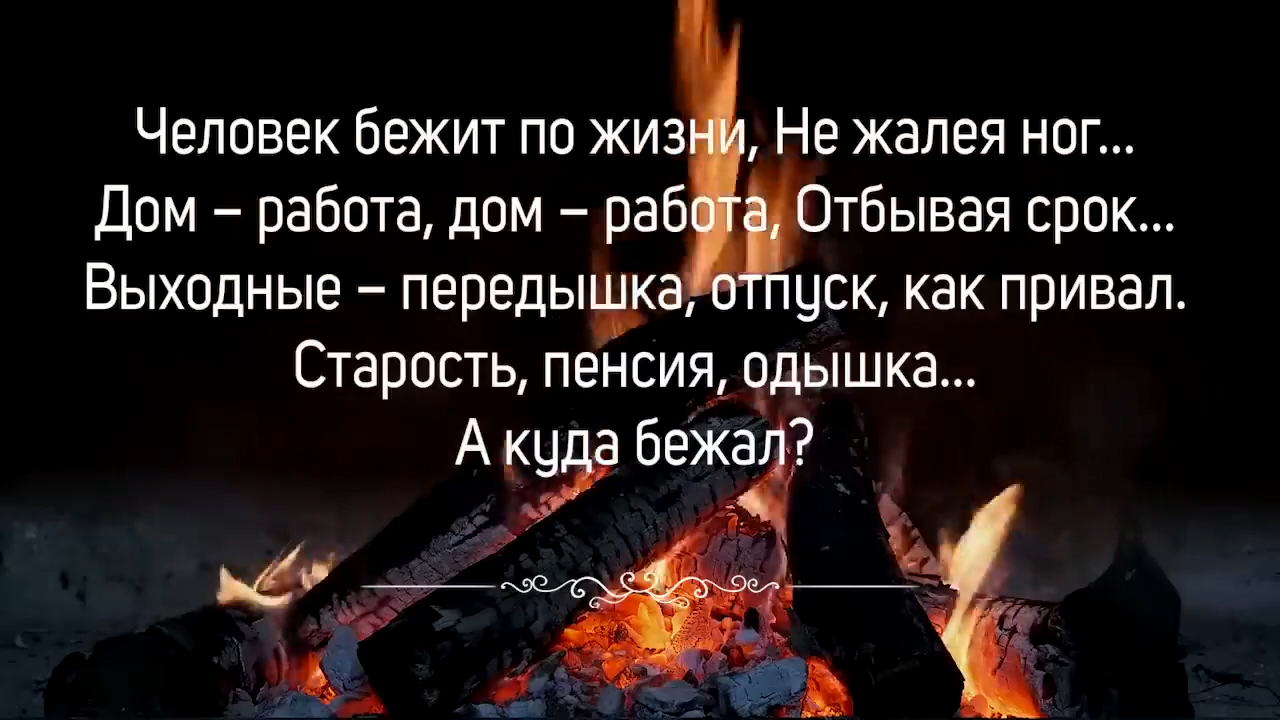 Человек бежит по жизни, Не жалея ног...
Дом – работа, дом – работа, Отбывая срок...
Выходные – передышка, отпуск, как привал.
Старость, пенсия, одышка...
А куда бежал?